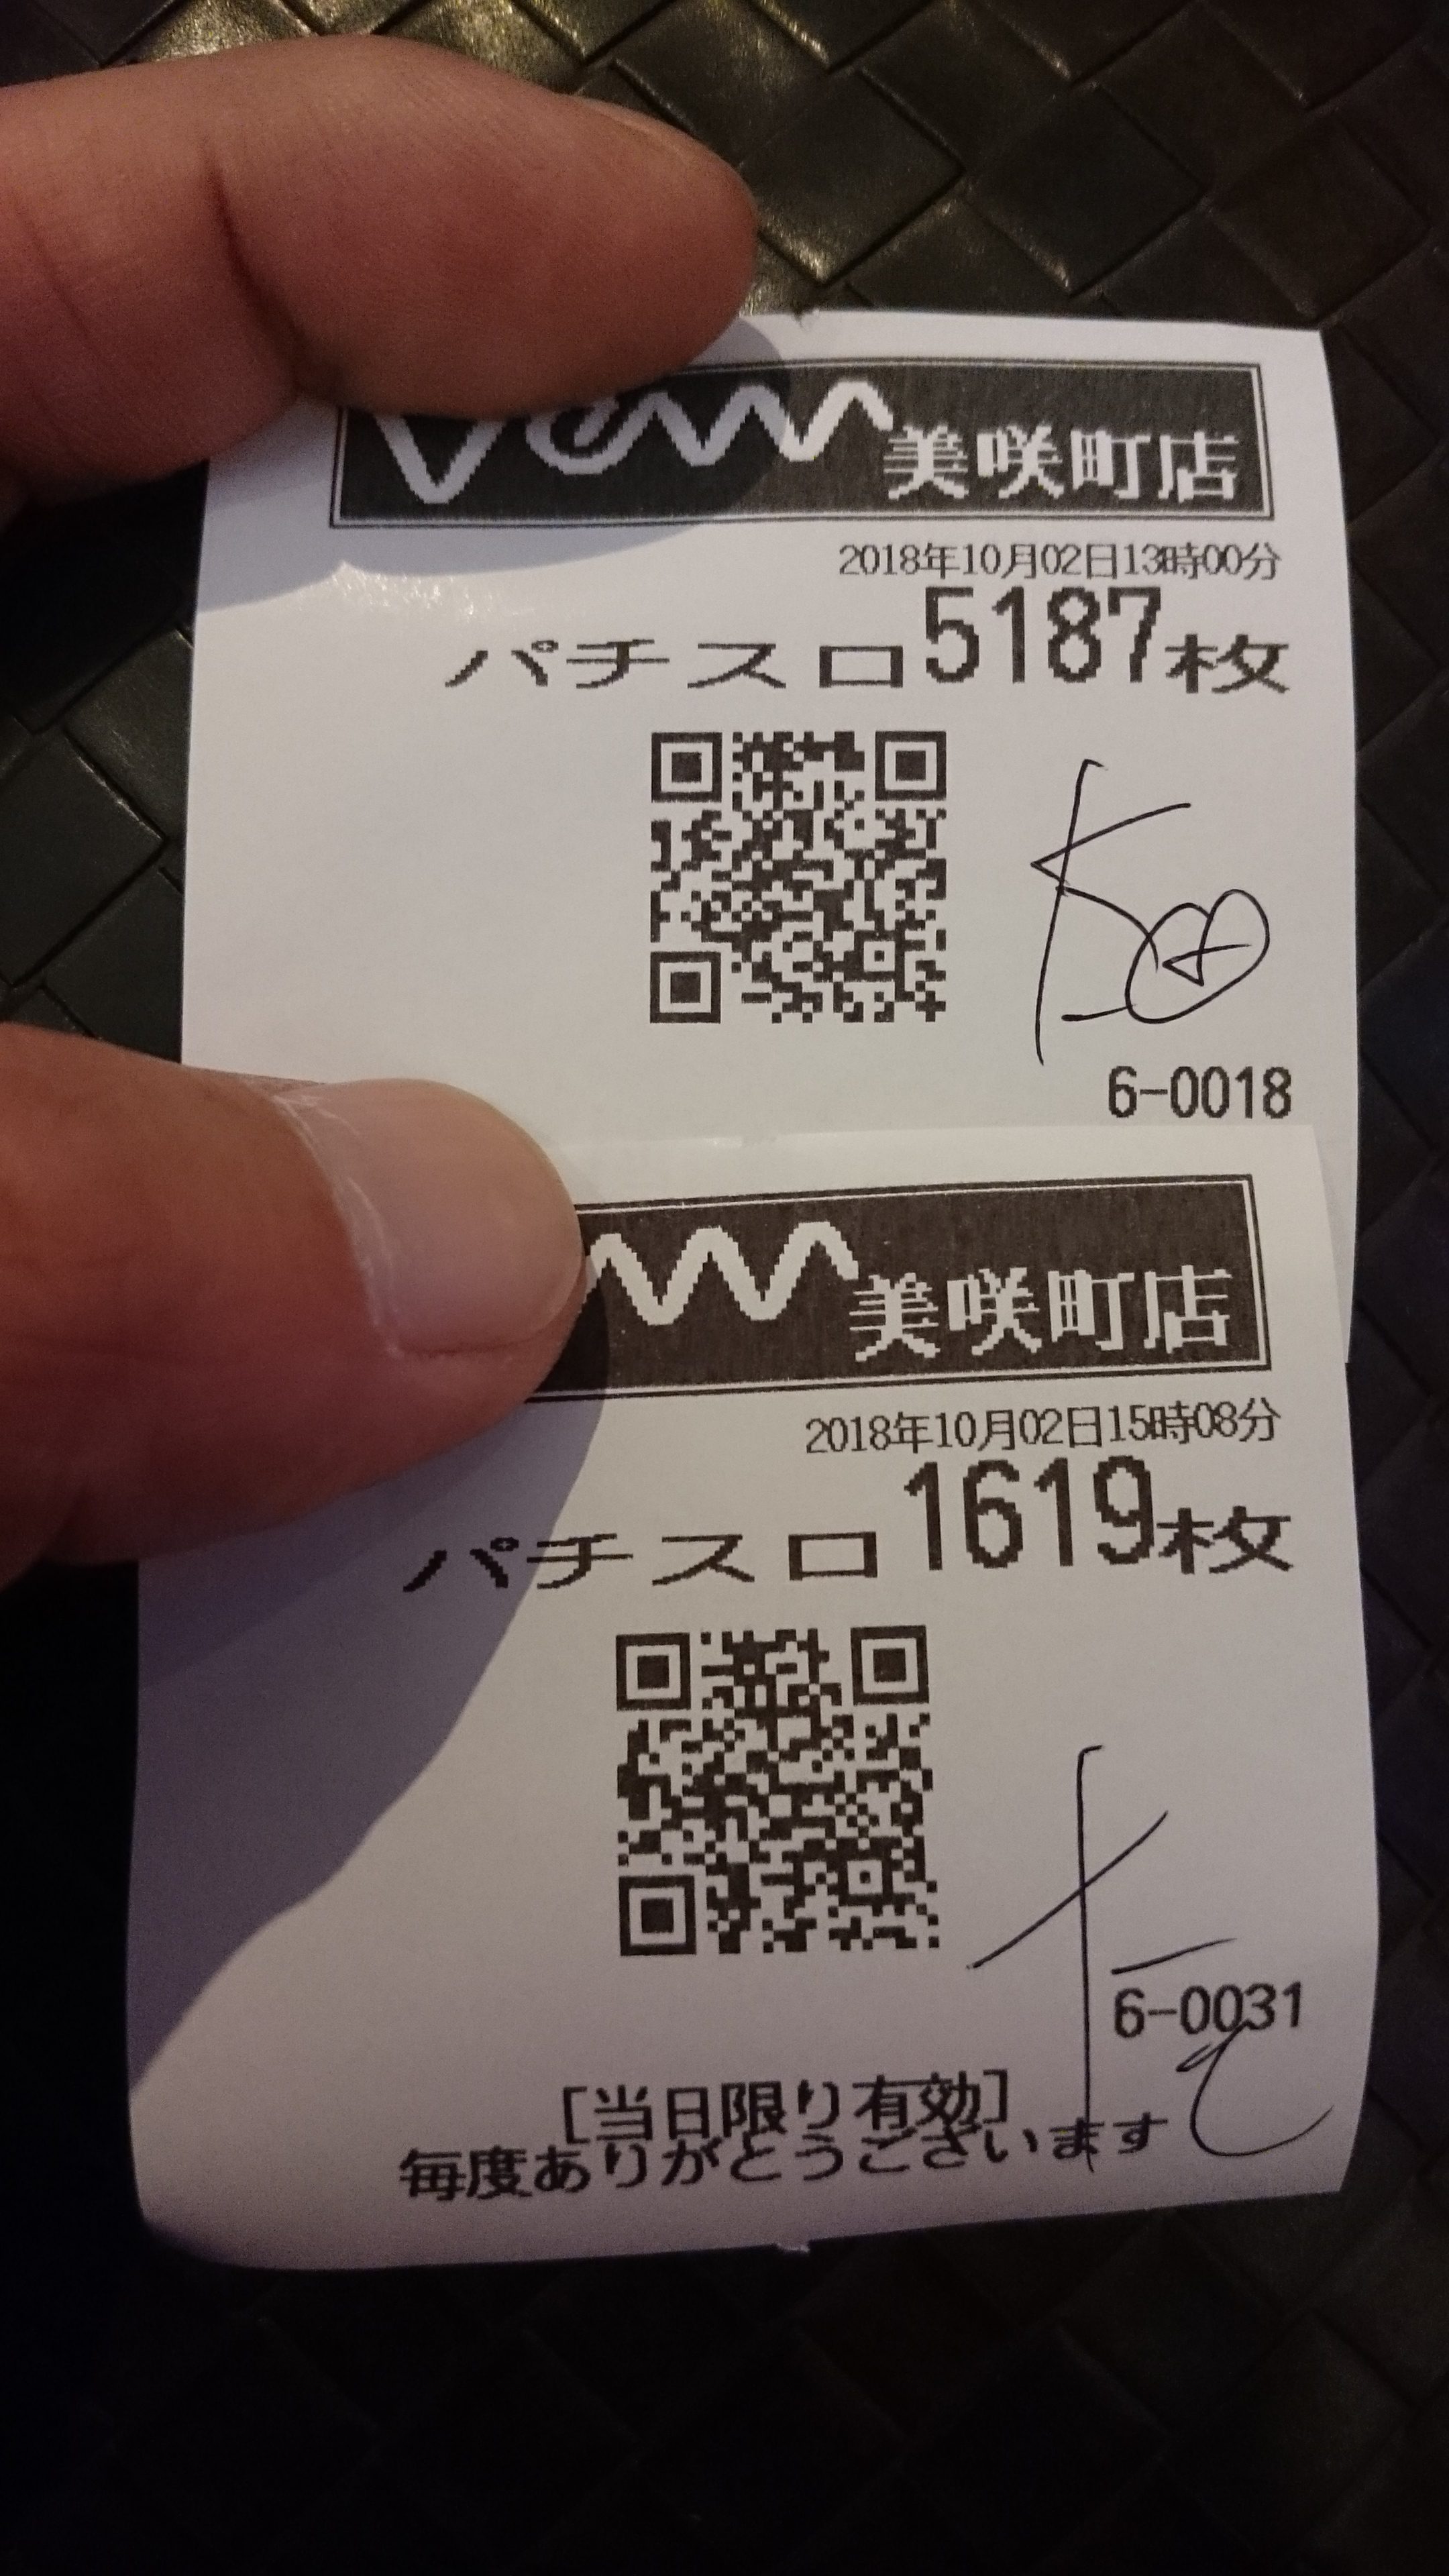 美咲町店
2018年10月02日13時00分
パチスロ5187枚
6-0018
美咲町店
2018年10月02日15時08分
パチスロ1619枚
6-0031
[当日限り有効]
毎度ありがとうございます